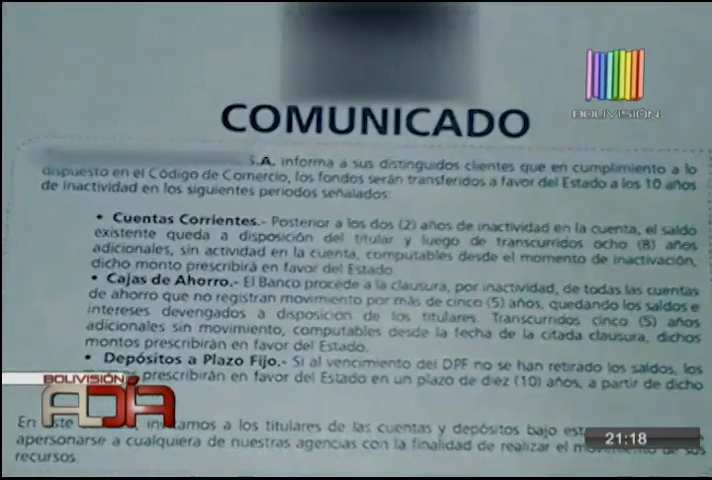 BOLIVISIÓN
COMUNICADO
S.A. informa a sus distinguidos clientes que en cumplimiento a lo
dispuesto en el Código de Comercio, los fondos serán transferidos a favor del Estado a los 10 años
de inactividad en los siguientes periodos señalados:
• Cuentas Corrientes.- Posterior a los dos (2) años de inactividad en la cuenta, el saldo
existente queda a disposición del titular y luego de transcurridos ocho (8) años
adicionales, sin actividad en la cuenta, computables desde el momento de inactivación,
dicho monto prescribirá en favor del Estado.
• Cajas de Ahorro.- El Banco procede a la clausura, por inactividad, de todas las cuentas
de ahorro que no registran movimiento por más de cinco (5) años, quedando los saldos e
intereses devengados a disposición de los titulares. Transcurridos cinco (5) años
adicionales sin movimiento, computables desde la fecha de la citada clausura, dichos
montos prescribirán en favor del Estado.
• Depósitos a Plazo Fijo.- Si al vencimiento del DPF no se han retirado los saldos, los
prescribirán en favor del Estado en un plazo de diez (10) años, a partir de dicho
BOLIVISIÓN
AL DÍA
En este invitamos a los titulares de las cuentas y depósitos bajo
21:18
apersonarse a cualquiera de nuestras agencias con la finalidad de realizar el movimiento de sus
recursos.